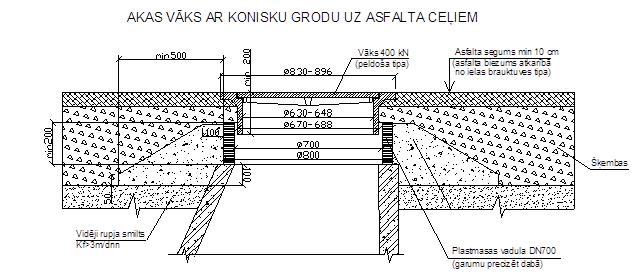 AKAS VĀKS AR KONISKU GRODU UZ ASFALTA CEĻIEM
min500
min 200
ø830-896
Vāks 400 kN
(peldoša tipa)
Asfalta segums min 10 cm
(asfalta biezums atkarībā
no ielas brauktuves tipa)
ø630-648
ø670-688
min200
100
ø700
ø800
100
50
Šķembas
Vidēji rupja smilts
Kf>3m/dnn
Plastmasas vadula DN700
(garumu precizēt dabā)